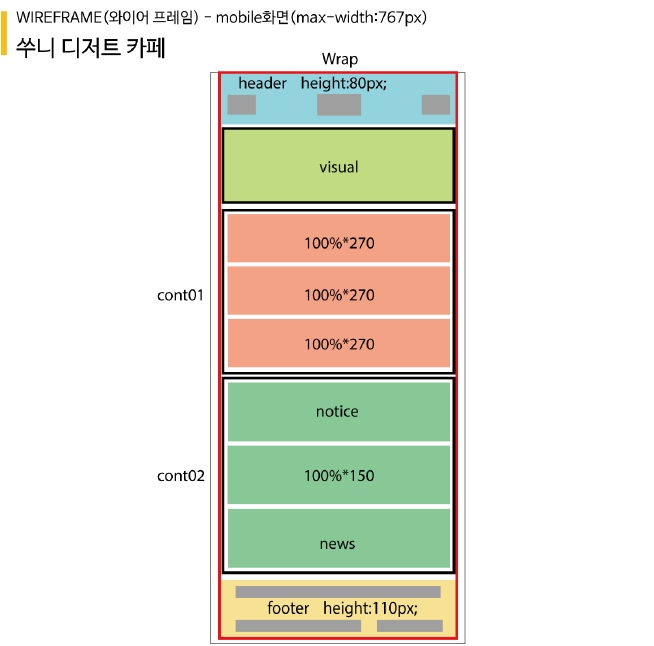 WIREFRAME(와이어 프레임) - mobile화면(max-width:767px)
쑤니 디저트 카페
Wrap
header height:80px;
visual
cont01
100%*270
100%*270
100%*270
cont02
notice
100%*150
news
footer height:110px;